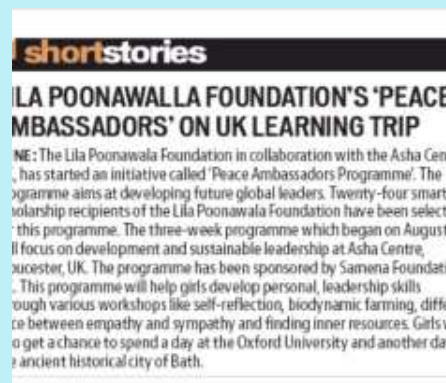 shortstories
LA POONAWALLA FOUNDATION'S 'PEACE
MBASSADORS' ON UK LEARNING TRIP
NE: The Lila Poonawala Foundation in collaboration with the Asha Cen
, has started an initiative called 'Peace Ambassadors Programme'. The
ogramme aims at developing future global leaders. Twenty-four smart
olarship recipients of the Lila Poonawala Foundation have been select
this programme. The three-week programme which began on August
ll focus on development and sustainable leadership at Asha Centre,
oucester, UK. The programme has been sponsored by Samena Foundati
. This programme will help girls develop personal, leadership skills
rough various workshops like self-reflection, biodynamic farming, diffe
ce between empathy and sympathy and finding inner resources. Girls w
o get a chance to spend a day at the Oxford University and another da
e ancient historical city of Bath.